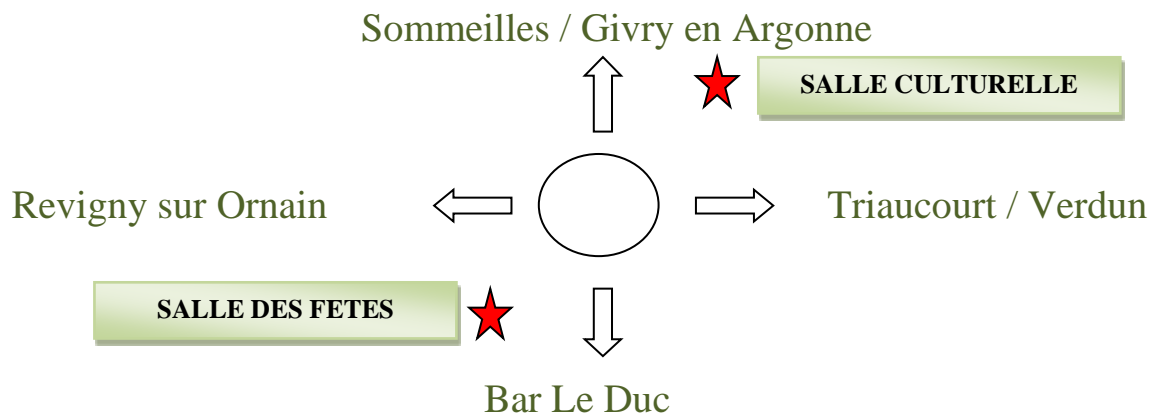 Sommeilles / Givry en Argonne
SALLE CULTURELLE
Revigny sur Ornain
Triaucourt / Verdun
SALLE DES FETES
Bar Le Duc